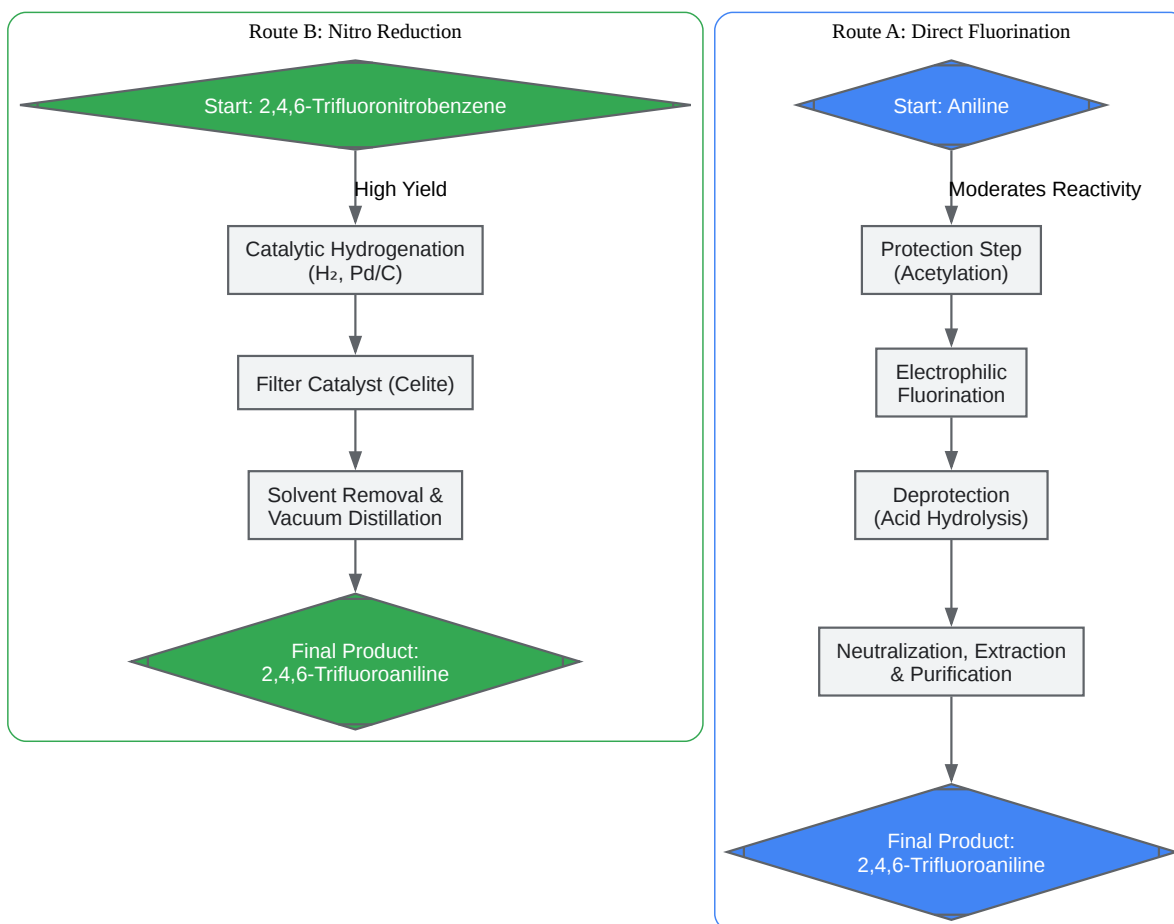 Route B: Nitro Reduction
Start: 2,4,6-Trifluoronitrobenzene
High Yield
Catalytic Hydrogenation
(H₂, Pd/C)
Filter Catalyst (Celite)
Solvent Removal &
Vacuum Distillation
Final Product:
2,4,6-Trifluoroaniline
Route A: Direct Fluorination
Start: Aniline
Moderates Reactivity
Protection Step
(Acetylation)
Electrophilic
Fluorination
Deprotection
(Acid Hydrolysis)
Neutralization, Extraction
& Purification
Final Product:
2,4,6-Trifluoroaniline